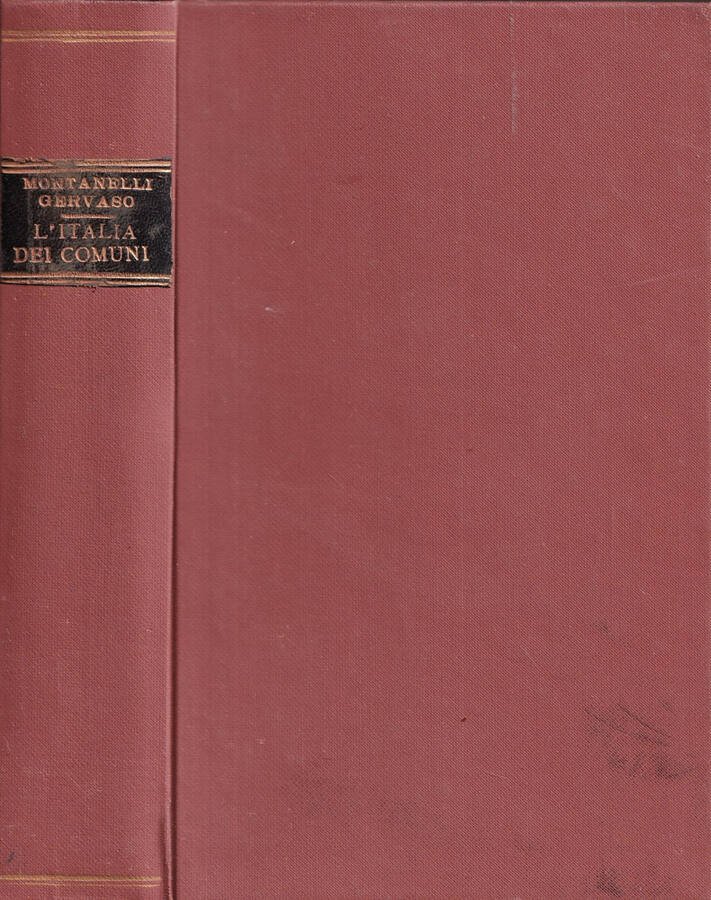 MONTANELLI
GERVASO
L'ITALIA
DEI COMUNI